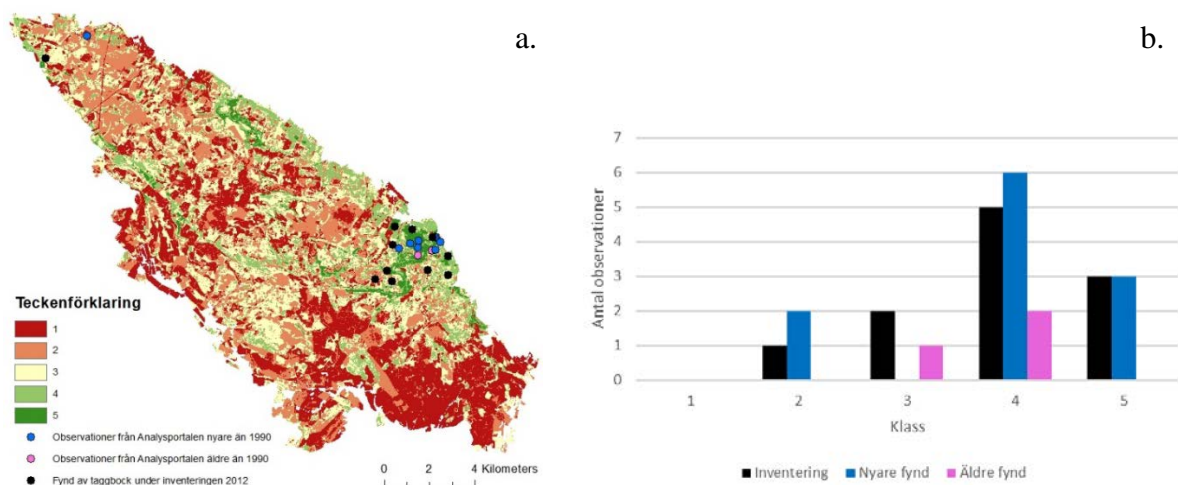 a.
Teckenförklaring
1
2
3
4
5
Observationer från Analysportalen nyare än 1990
Observationer från Analysportalen äldre än 1990
Fynd av taggbock under inventeringen 2012
0 2 4 Kilometers
b.
Antal observationer
7
6
5
4
3
2
1
0
1 2 3 4 5
Klass
Inventering Nyare fynd Äldre fynd